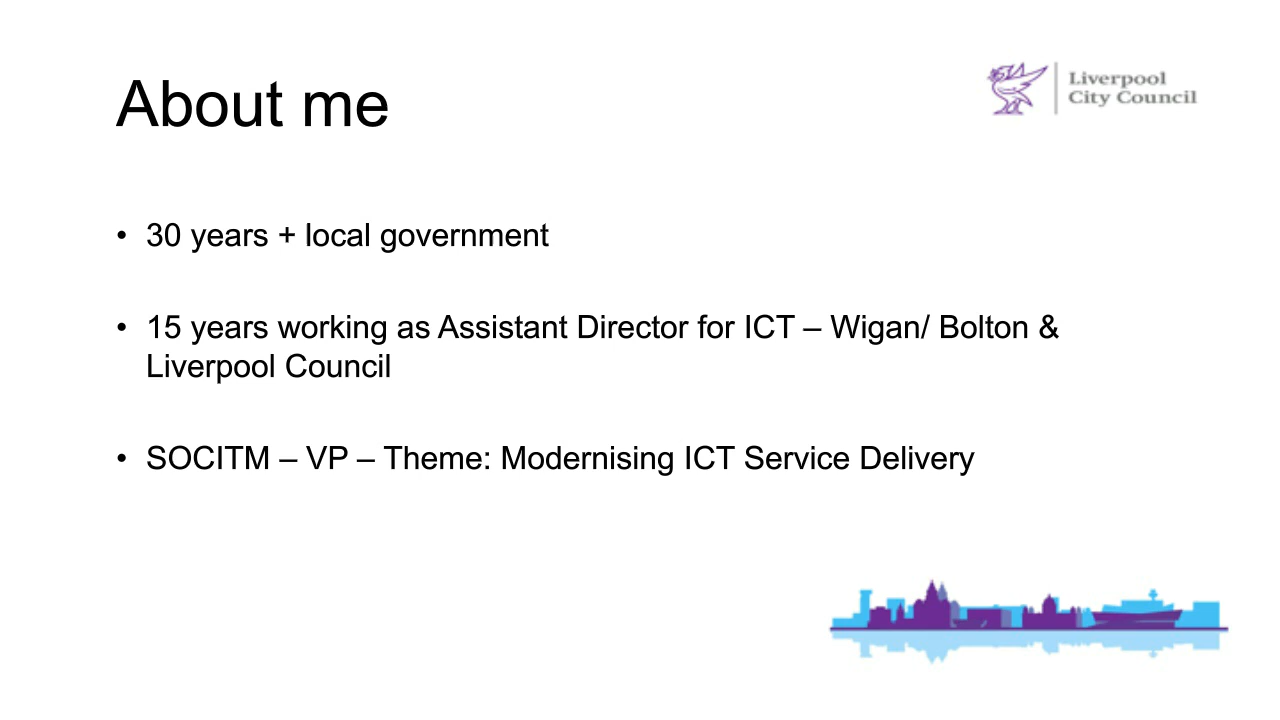 About me
Liverpool
City Council
• 30 years + local government
• 15 years working as Assistant Director for ICT – Wigan/ Bolton &
Liverpool Council
• SOCITM – VP – Theme: Modernising ICT Service Delivery